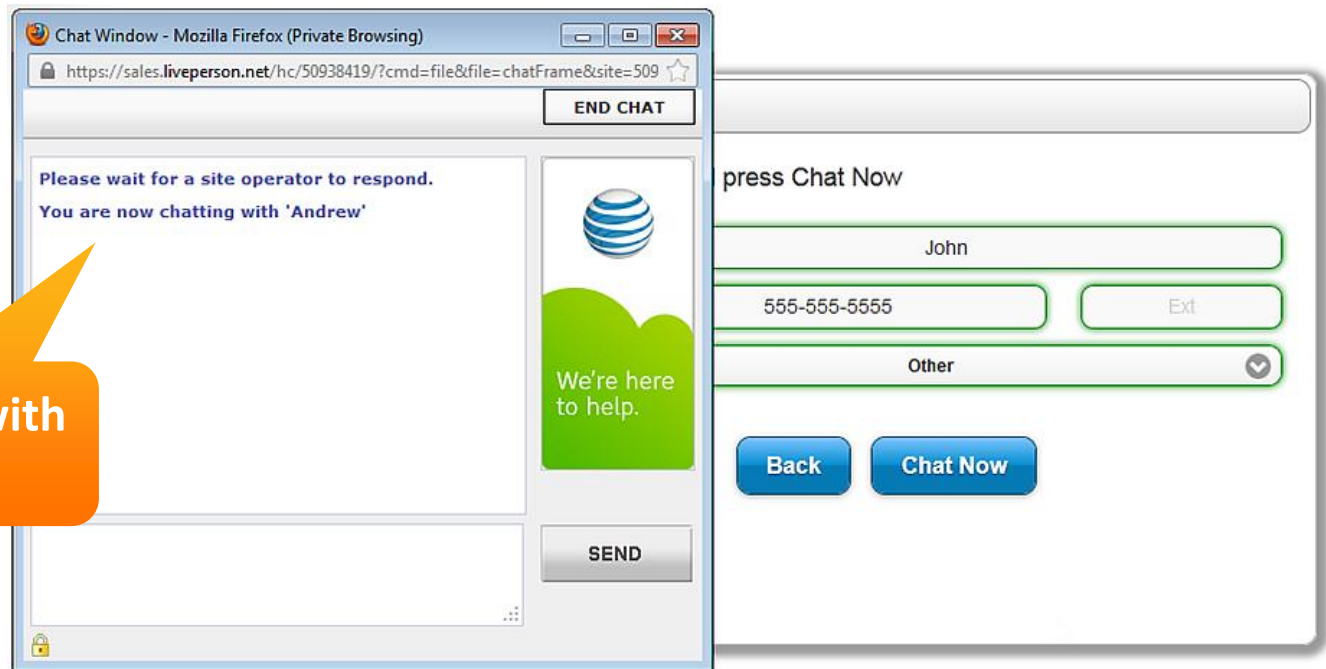 Chat Window - Mozilla Firefox (Private Browsing)
https://sales.liveperson.net/hc/50938419/?cmd=file&file=chatFrame&site=509
END CHAT
Please wait for a site operator to respond.
You are now chatting with 'Andrew'
We're here
to help.
with
SEND
press Chat Now
John
555-555-5555
Ext
Other
Back
Chat Now